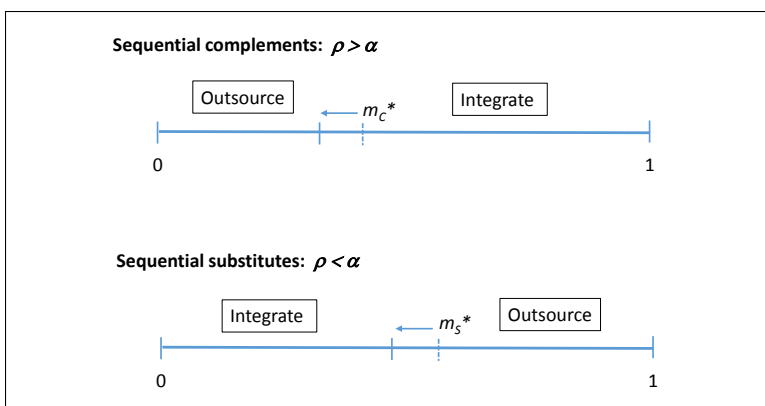 Sequential complements: ρ > α
Outsource
Integrate
m_C*
0
1
Sequential substitutes: ρ < α
Integrate
Outsource
m_S*
0
1